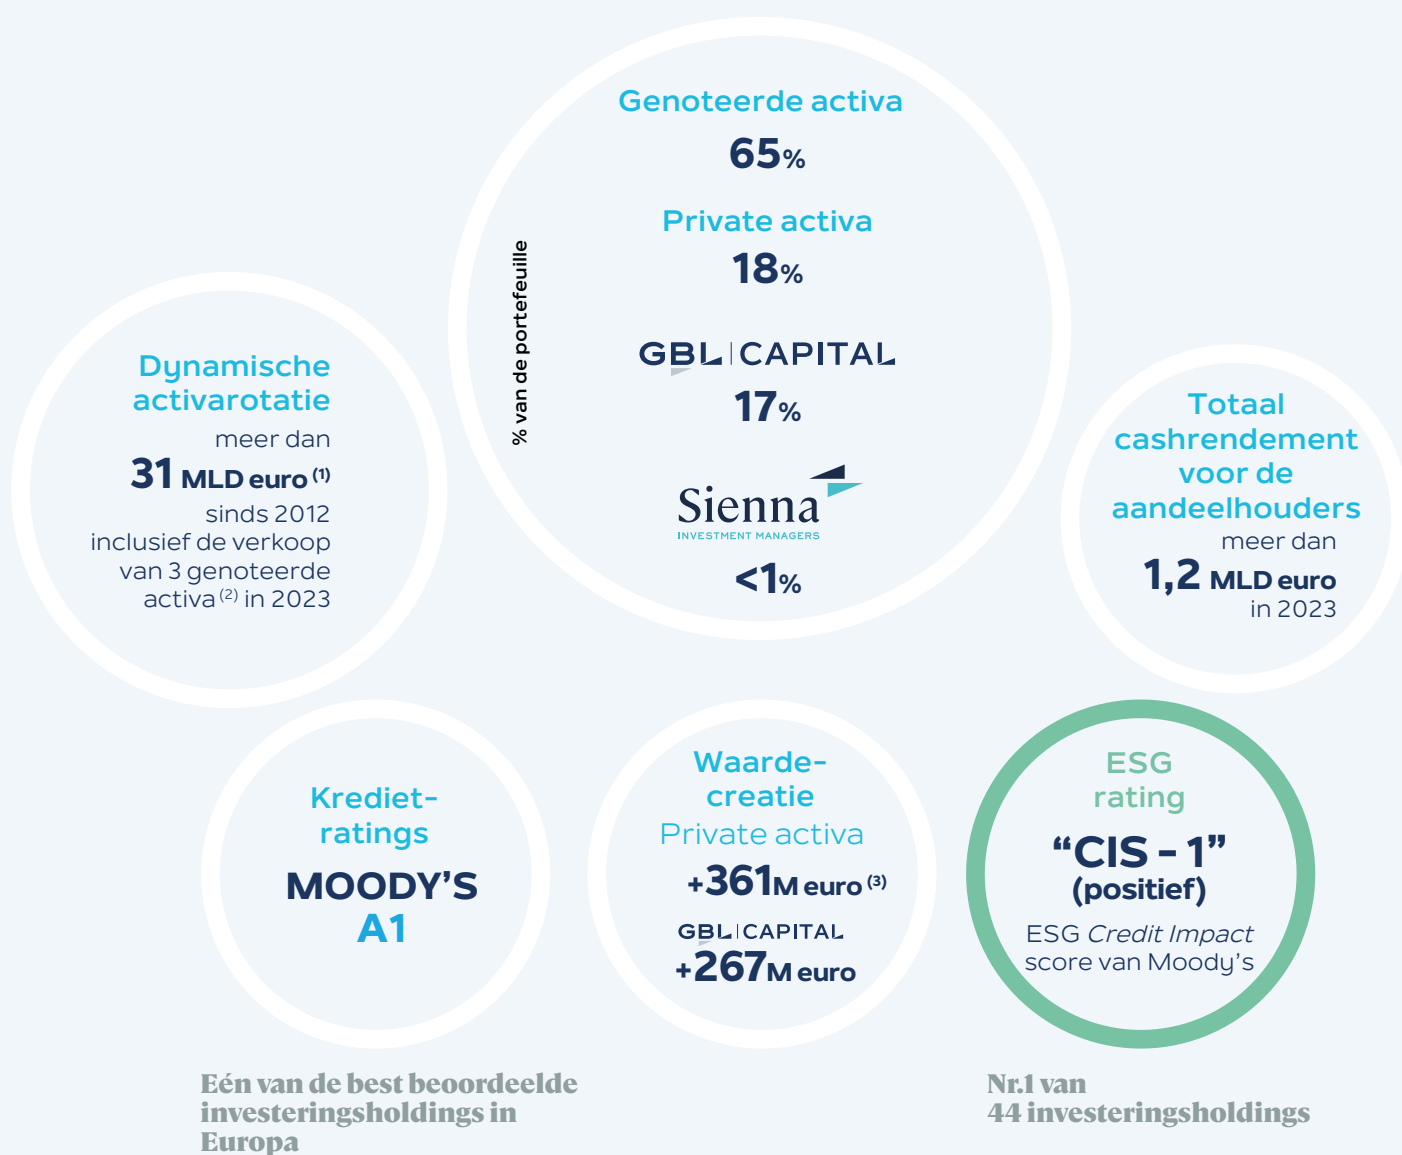 Genoteerde activa
65%
Private activa
18%
GBL CAPITAL
17%
Sienna
INVESTMENT MANAGERS
<1%
% van de portefeuille
Dynamische
activarotatie
meer dan
31 MLD euro (1)
sinds 2012
inclusief de verkoop
van 3 genoteerde
activa (2) in 2023
Totaal
cashrendement
voor de
aandeelhouders
meer dan
1,2 MLD euro
in 2023
Krediet-
ratings
MOODY'S
A1
Waarde-
creatie
Private activa
+361M euro (3)
GBL CAPITAL
+267M euro
ESG
rating
“CIS - 1”
(positief)
ESG Credit Impact
score van Moody's
Eén van de best beoordeelde
investeringsholdings in
Europa
Nr.1 van
44 investeringsholdings